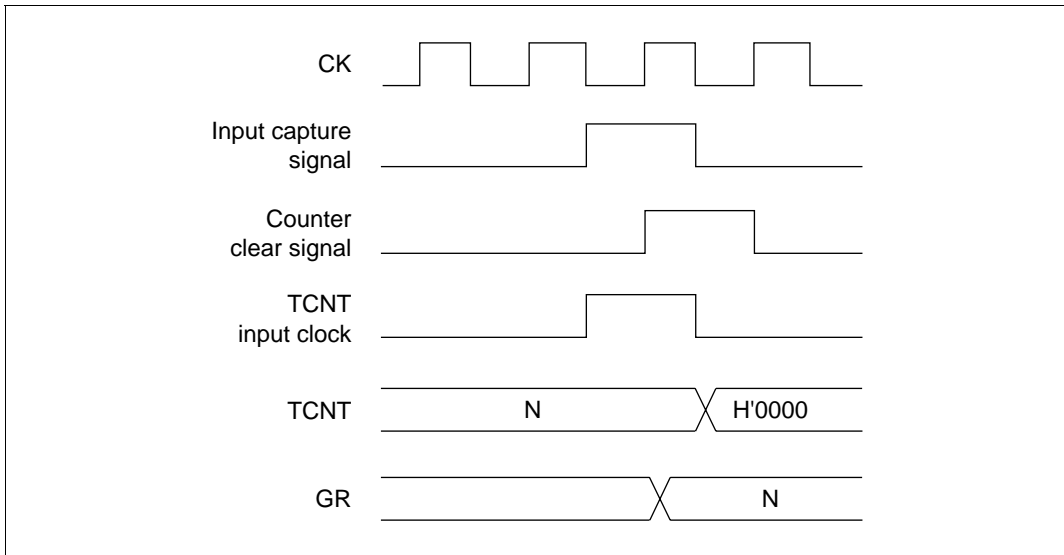 CK
Input capture
signal
Counter
clear signal
TCNT
input clock
TCNT
N
H'0000
GR
N